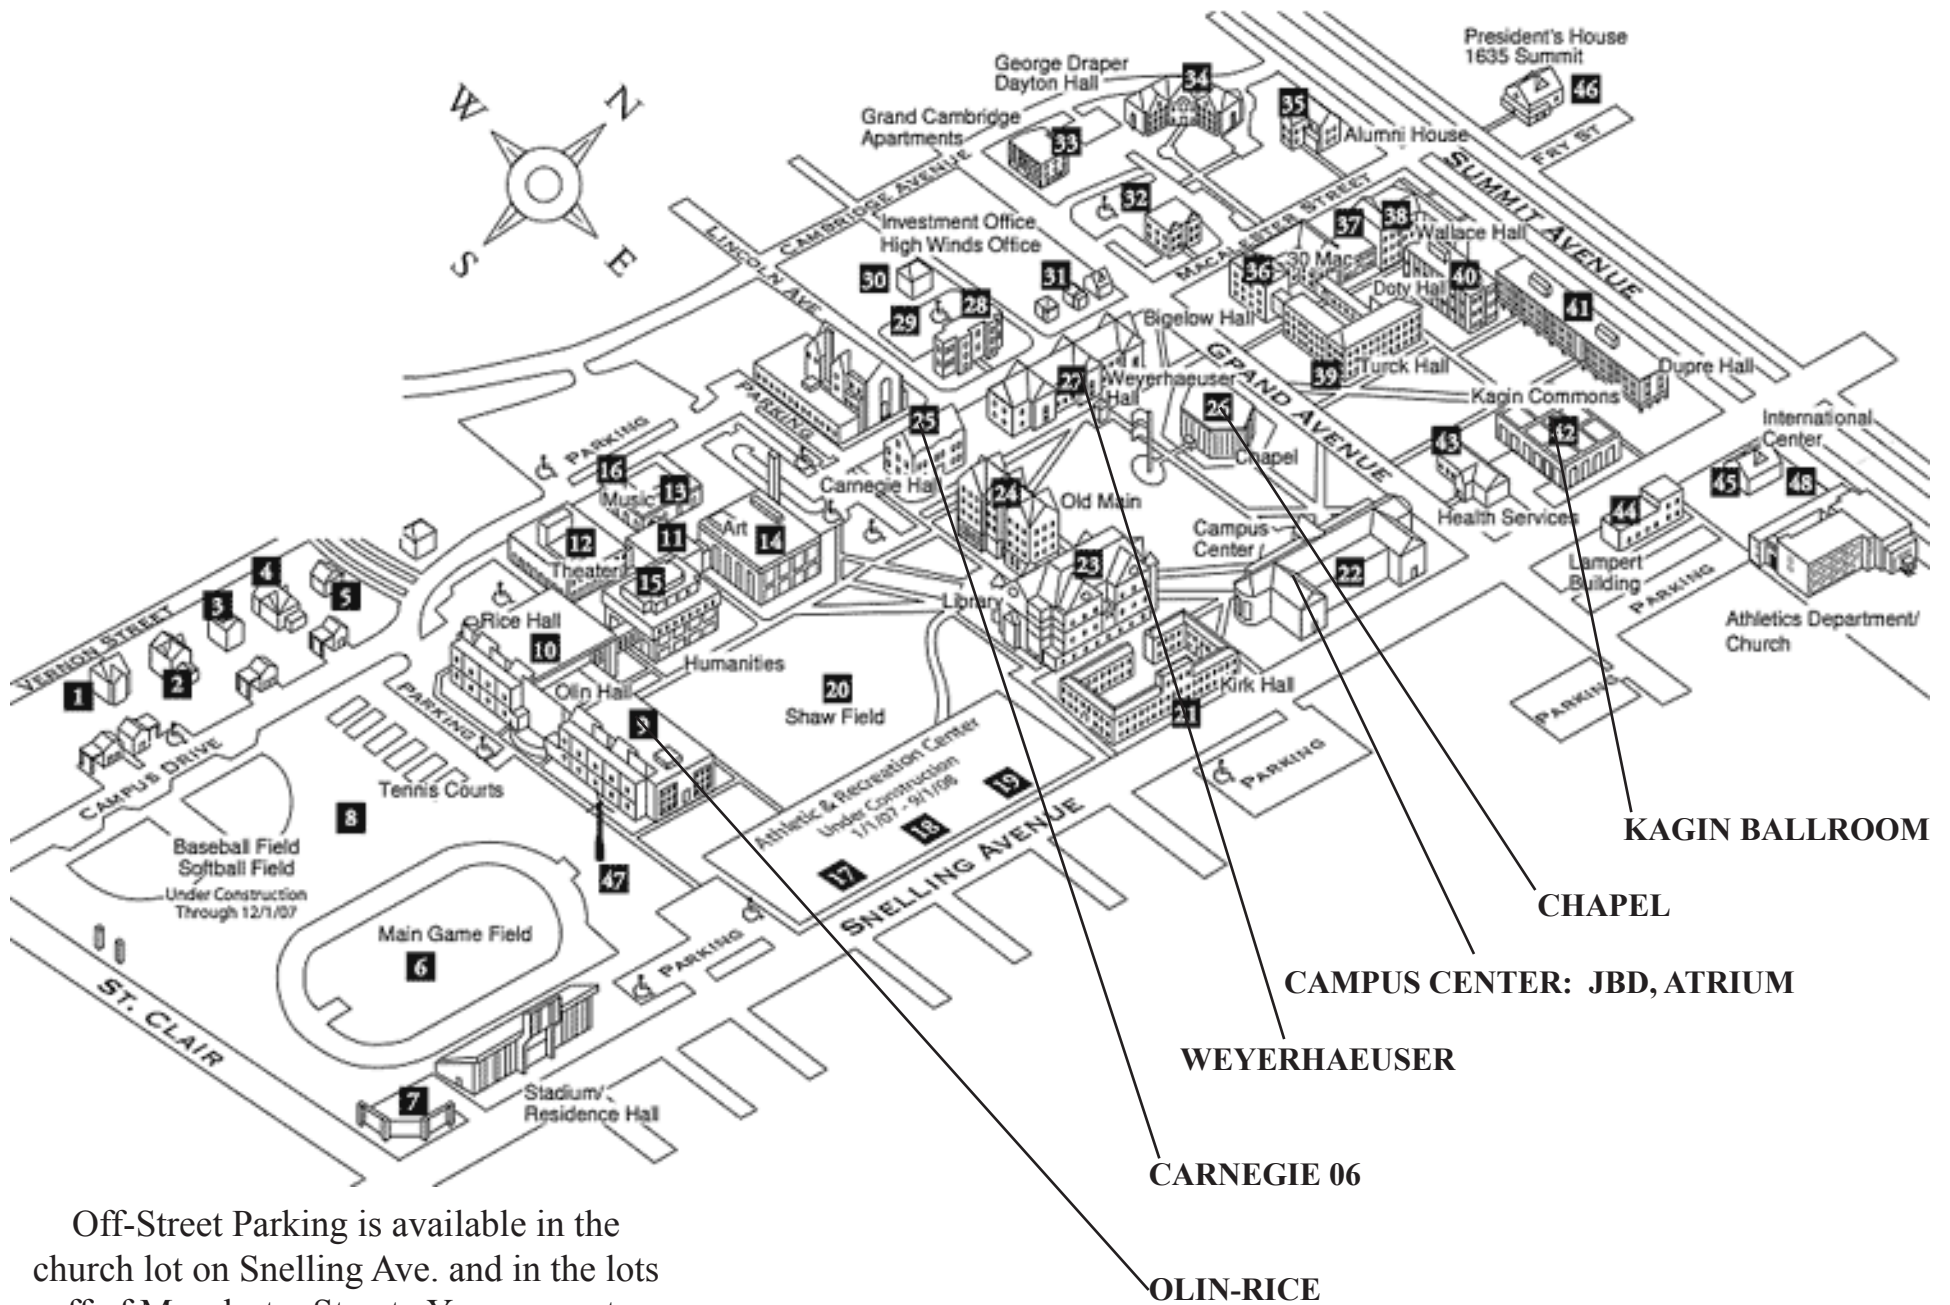 President's House
1635 Summit
46
George Draper
Dayton Hall
34
35
Alumni House
FRY ST
W
N
S
E
Grand Cambridge
Apartments
33
SUMMIT AVENUE
CAMBRIDGE AVENUE
32
MACALESTER STREET
37
38
Wallace Hall
LINCOLN AVE
Investment Office
High Winds Office
30
31
29
28
36
30 Mac
Doty Hall
40
41
Bigelow Hall
GRAND AVENUE
39
Turck Hall
Dupre Hall
27
Weyerhaeuser
Hall
26
Chapel
Kagin Commons
42
43
Health Services
International
Center
45
48
44
Lampert
Building
PARKING
Athletics Department/
Church
PARKING
PARKING
25
Carnegie Hall
PARKING
16
Music
13
24
Old Main
Campus
Center
22
12
Theater
11
Art
14
15
23
Library
4
5
3
VERNON STREET
1
2
Rice Hall
10
Humanities
20
Shaw Field
Kirk Hall
21
PARKING
Olin Hall
9
PARKING
CAMPUS DRIVE
Tennis Courts
8
Athletic & Recreation Center
Under Construction
1/1/07 - 9/1/08
19
18
17
SNELLING AVENUE
PARKING
Baseball Field
Softball Field
Under Construction
Through 12/1/07
47
Main Game Field
6
PARKING
ST. CLAIR
7
Stadium/
Residence Hall
KAGIN BALLROOM
CHAPEL
CAMPUS CENTER: JBD, ATRIUM
WEYERHAEUSER
CARNEGIE 06
OLIN-RICE
Off-Street Parking is available in the
church lot on Snelling Ave. and in the lots